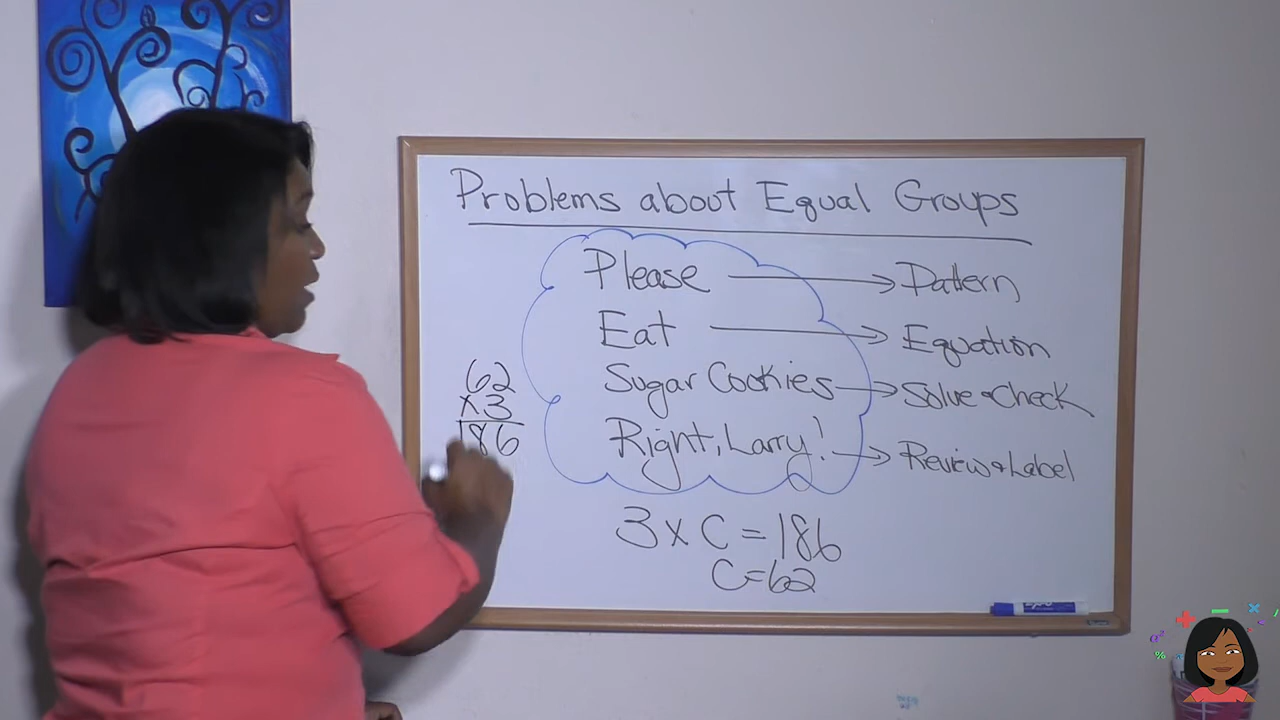 Problems about Equal Groups
Please → Pattern
Eat → Equation
Sugar Cookies → Solve & Check
Right, Larry! → Review & Label
62
x3
186
3 x C = 186
C=62